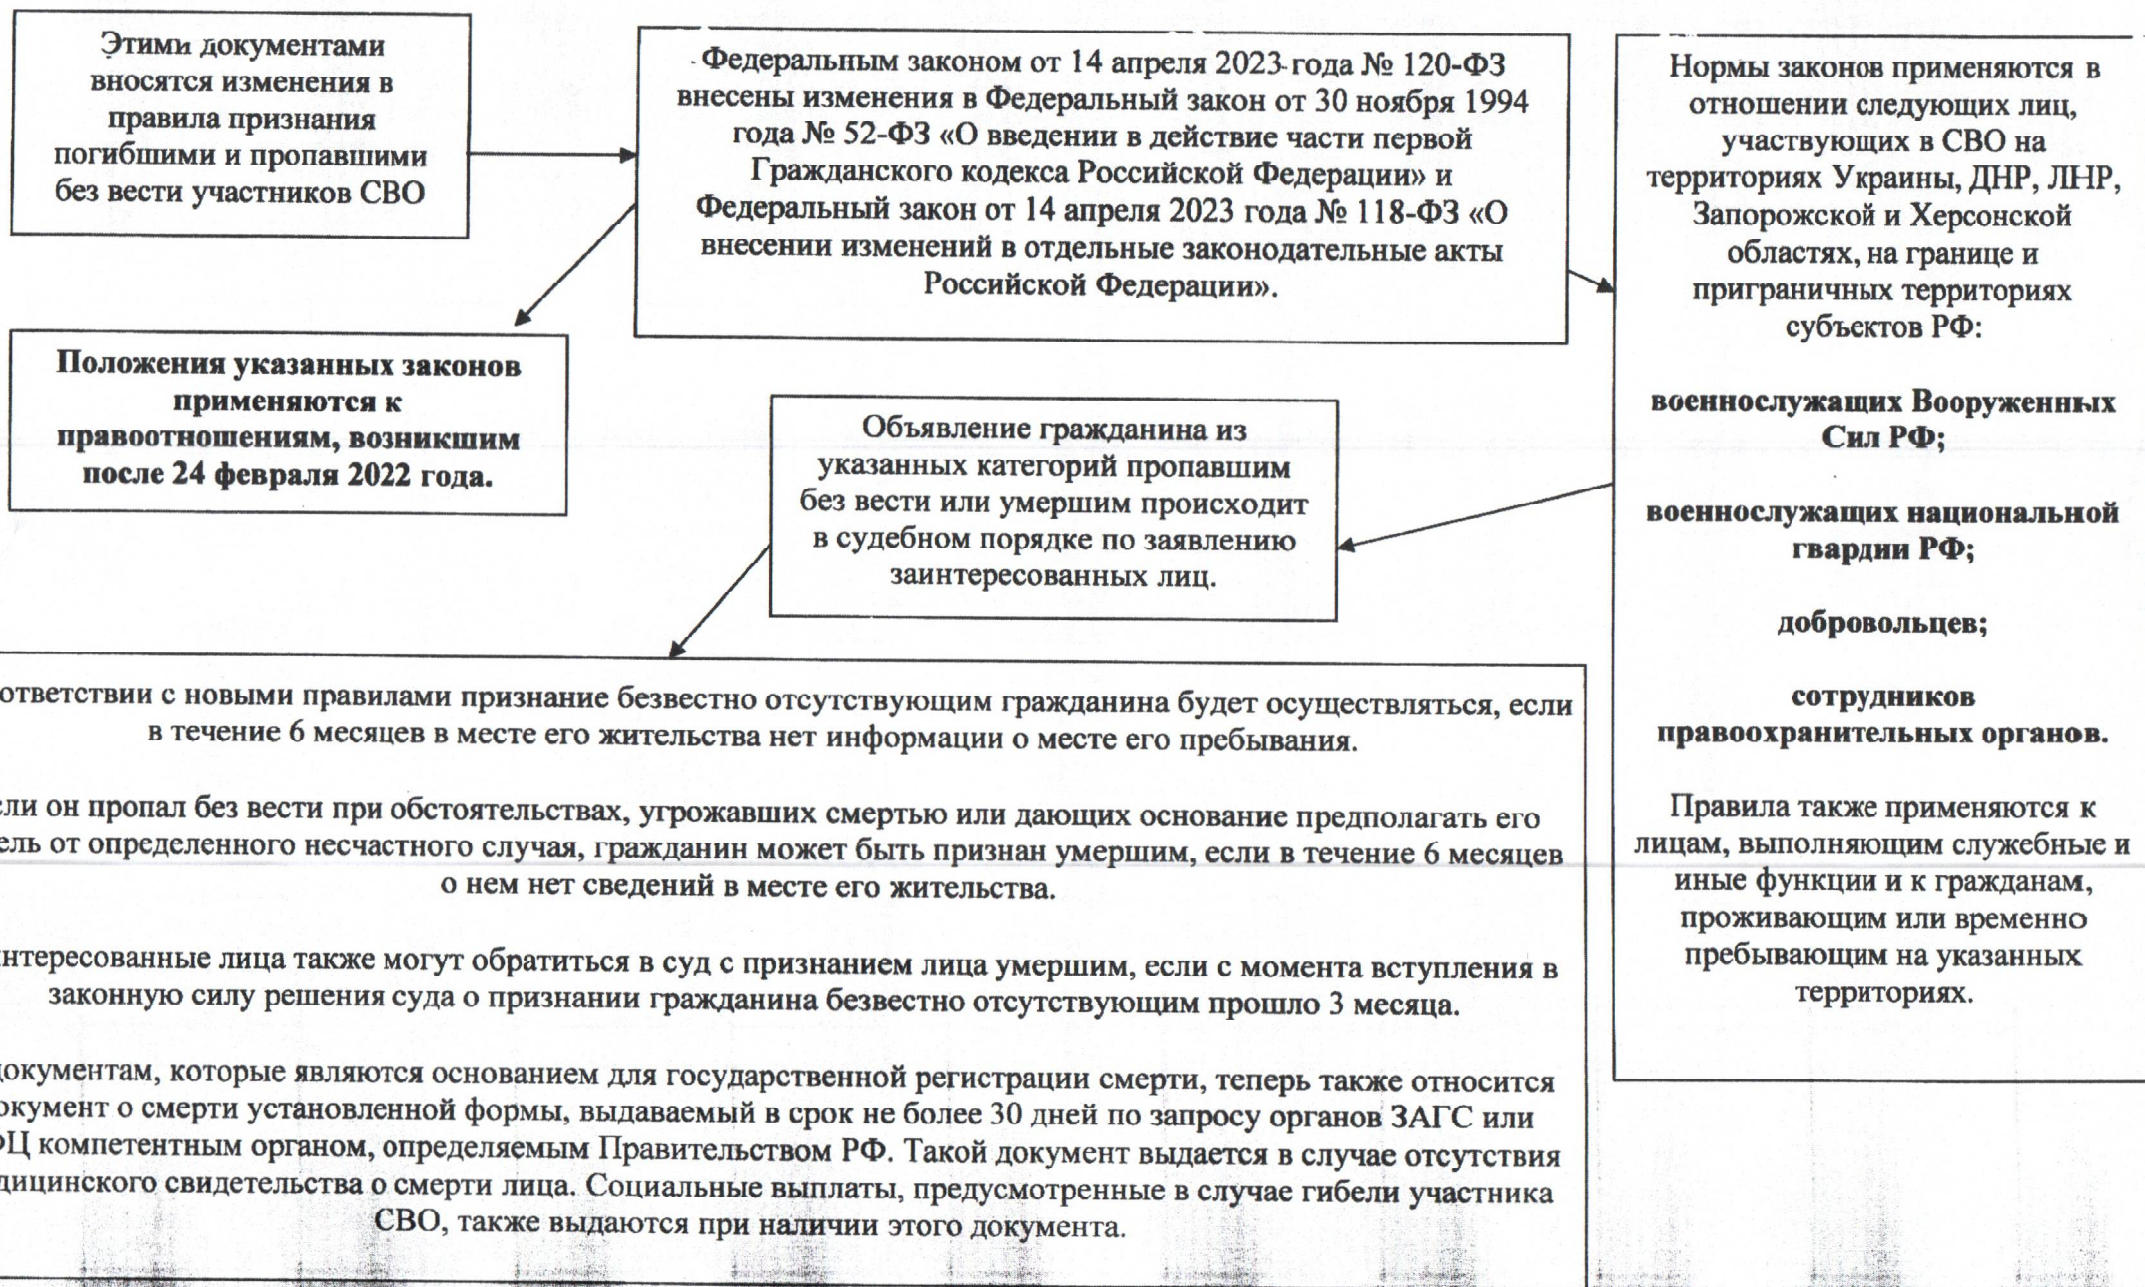 Этими документами
вносятся изменения в
правила признания
погибшими и пропавшими
без вести участников СВО
Федеральным законом от 14 апреля 2023 года № 120-ФЗ
внесены изменения в Федеральный закон от 30 ноября 1994
года № 52-ФЗ «О введении в действие части первой
Гражданского кодекса Российской Федерации» и
Федеральный закон от 14 апреля 2023 года № 118-ФЗ «О
внесении изменений в отдельные законодательные акты
Российской Федерации».
Нормы законов применяются в
отношении следующих лиц,
участвующих в СВО на
территориях Украины, ДНР, ЛНР,
Запорожской и Херсонской
областях, на границе и
приграничных территориях
субъектов РФ:
военнослужащих Вооруженных
Сил РФ;
военнослужащих национальной
гвардии РФ;
добровольцев;
сотрудников
правоохранительных органов.
Правила также применяются к
лицам, выполняющим служебные и
иные функции и к гражданам,
проживающим или временно
пребывающим на указанных
территориях.
Положения указанных законов
применяются к
правоотношениям, возникшим
после 24 февраля 2022 года.
Объявление гражданина из
указанных категорий пропавшим
без вести или умершим происходит
в судебном порядке по заявлению
заинтересованных лиц.
ответствии с новыми правилами признание безвестно отсутствующим гражданина будет осуществляться, если
в течение 6 месяцев в месте его жительства нет информации о месте его пребывания.
сли он пропал без вести при обстоятельствах, угрожавших смертью или дающих основание предполагать его
ель от определенного несчастного случая, гражданин может быть признан умершим, если в течение 6 месяцев
о нем нет сведений в месте его жительства.
интересованные лица также могут обратиться в суд с признанием лица умершим, если с момента вступления в
законную силу решения суда о признании гражданина безвестно отсутствующим прошло 3 месяца.
документам, которые являются основанием для государственной регистрации смерти, теперь также относится
окумент о смерти установленной формы, выдаваемый в срок не более 30 дней по запросу органов ЗАГС или
ФЦ компетентным органом, определяемым Правительством РФ. Такой документ выдается в случае отсутствия
дицинского свидетельства о смерти лица. Социальные выплаты, предусмотренные в случае гибели участника
СВО, также выдаются при наличии этого документа.